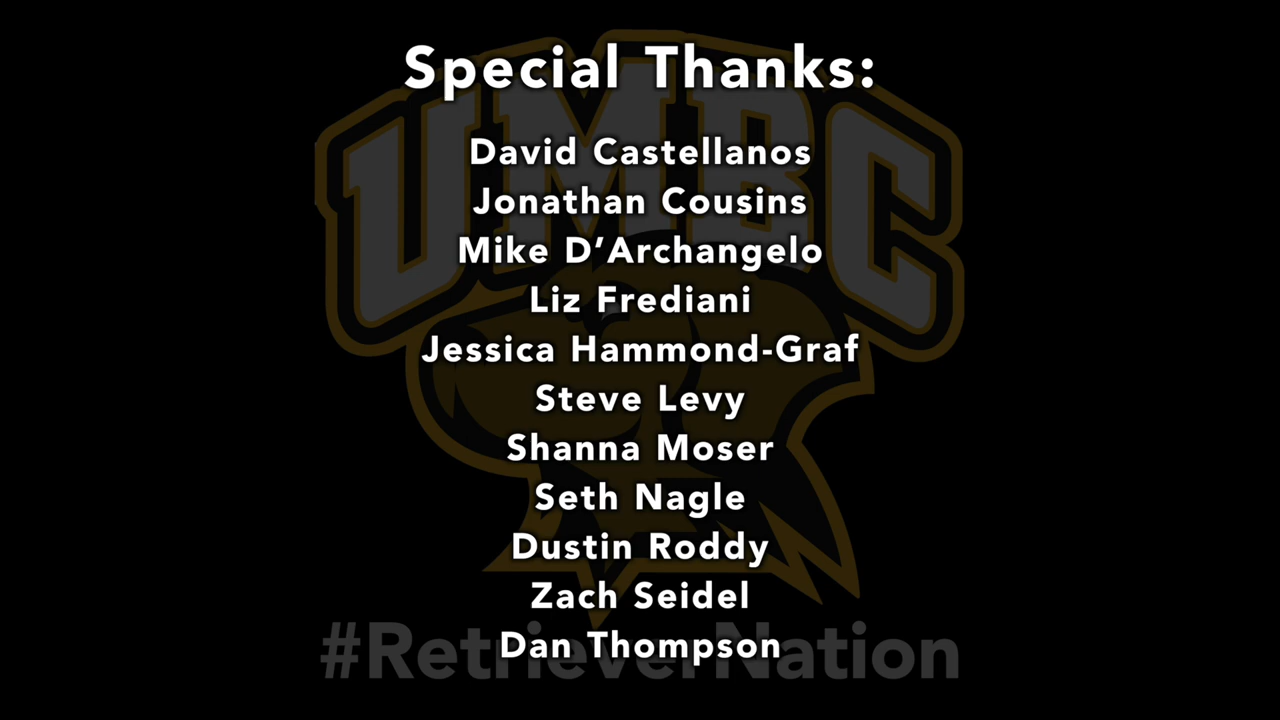 Special Thanks:
UMBC
David Castellanos
Jonathan Cousins
Mike D’Archangelo
Liz Frediani
Jessica Hammond-Graf
Steve Levy
Shanna Moser
Seth Nagle
Dustin Roddy
Zach Seidel
Dan Thompson
#RetrieverNation